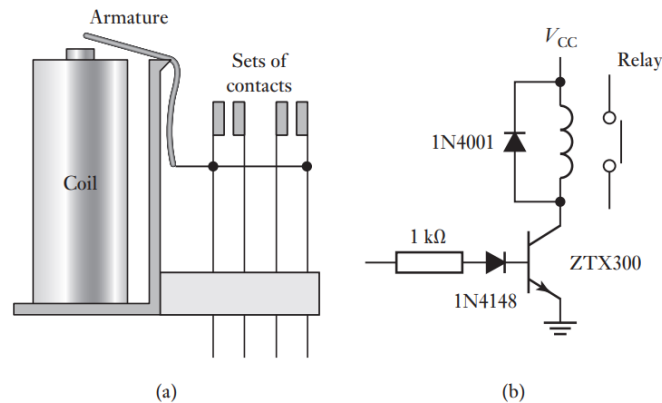 Armature
Sets of
contacts
Coil
(a)
V_CC
Relay
1N4001
1 kΩ
ZTX300
1N4148
(b)